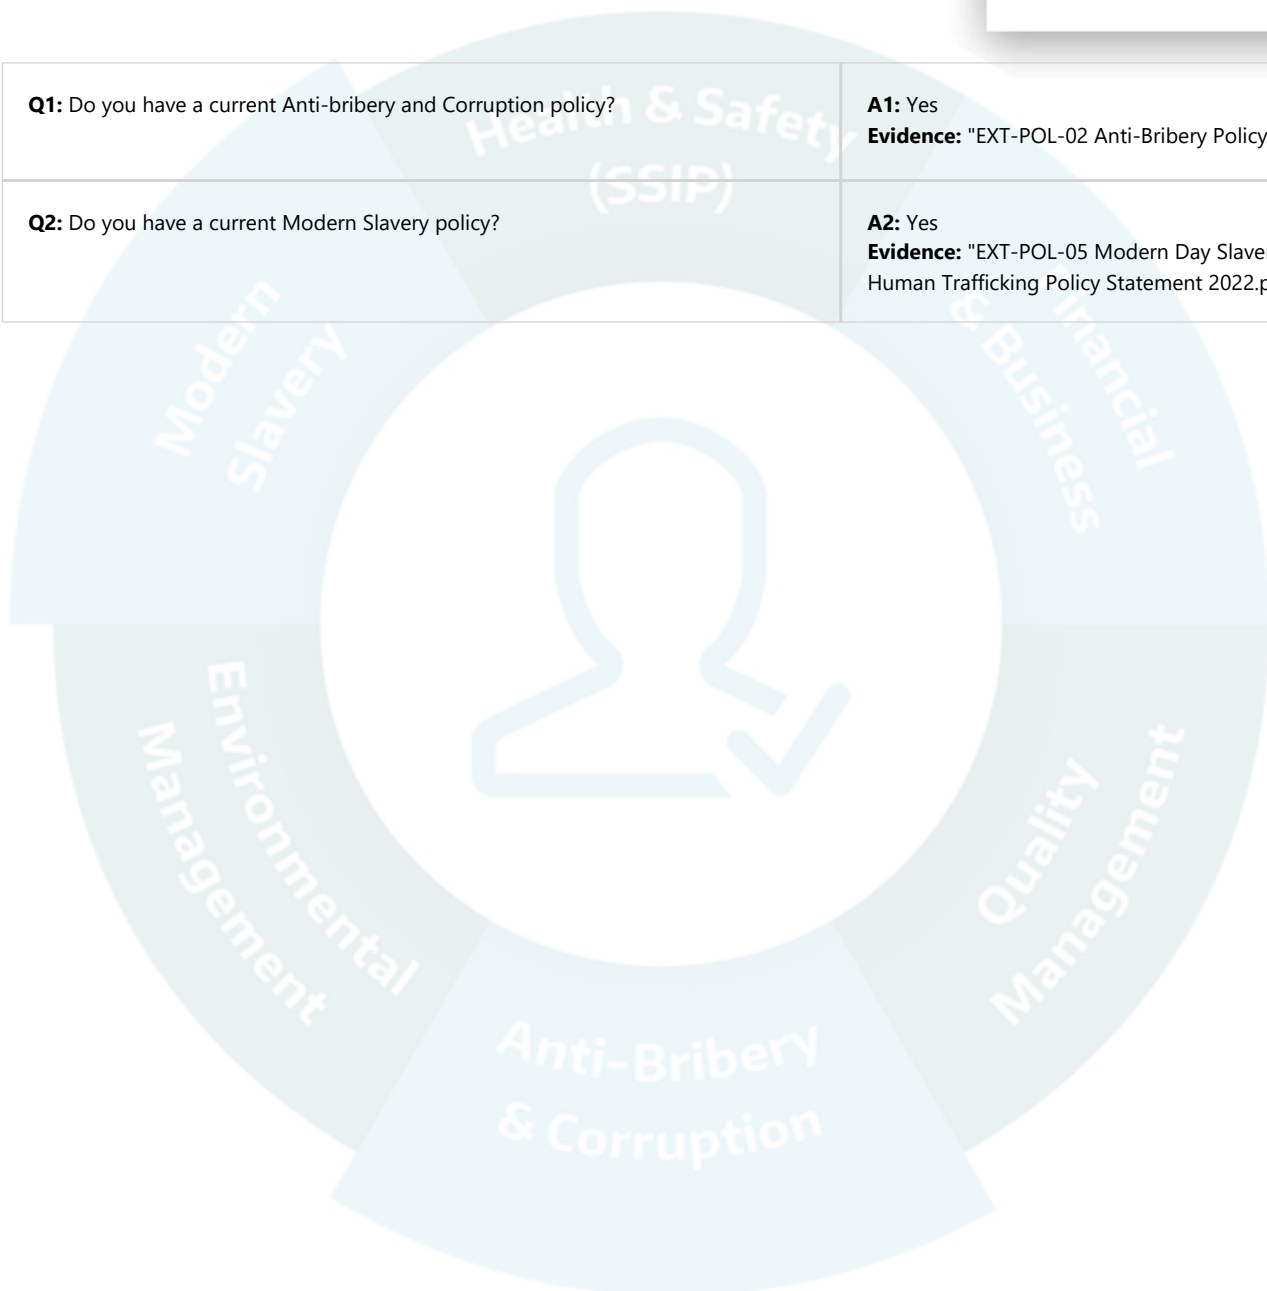 Q1: Do you have a current Anti-bribery and Corruption policy?
A1: Yes
Evidence: "EXT-POL-02 Anti-Bribery Policy
Q2: Do you have a current Modern Slavery policy?
A2: Yes
Evidence: "EXT-POL-05 Modern Day Slaver
Human Trafficking Policy Statement 2022.p
Health & Safety
(SSIP)
Modern
Slavery
Financial
& Business
Environmental
Management
Quality
Management
Anti-Bribery
& Corruption